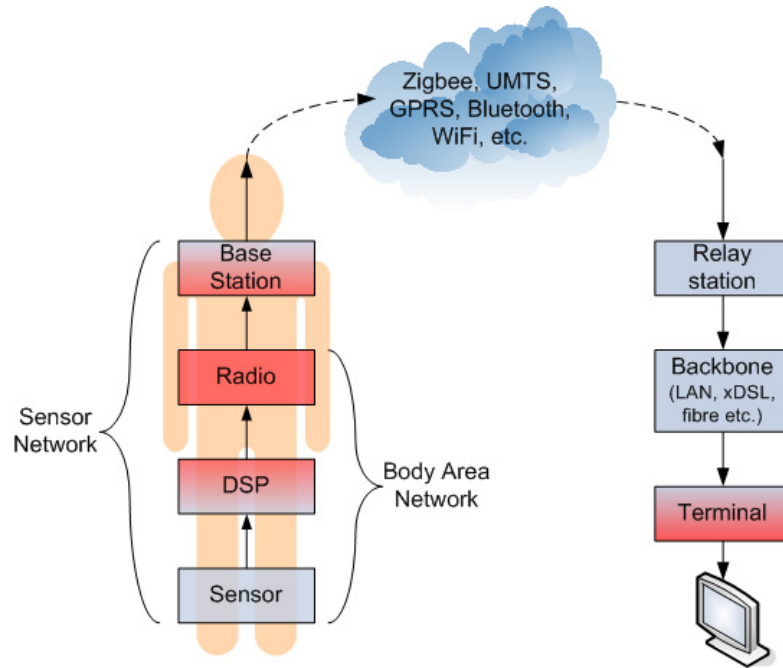 Zigbee, UMTS,
GPRS, Bluetooth,
WiFi, etc.
Base
Station
Radio
DSP
Sensor
Sensor
Network
Body Area
Network
Relay
station
Backbone
(LAN, xDSL,
fibre etc.)
Terminal